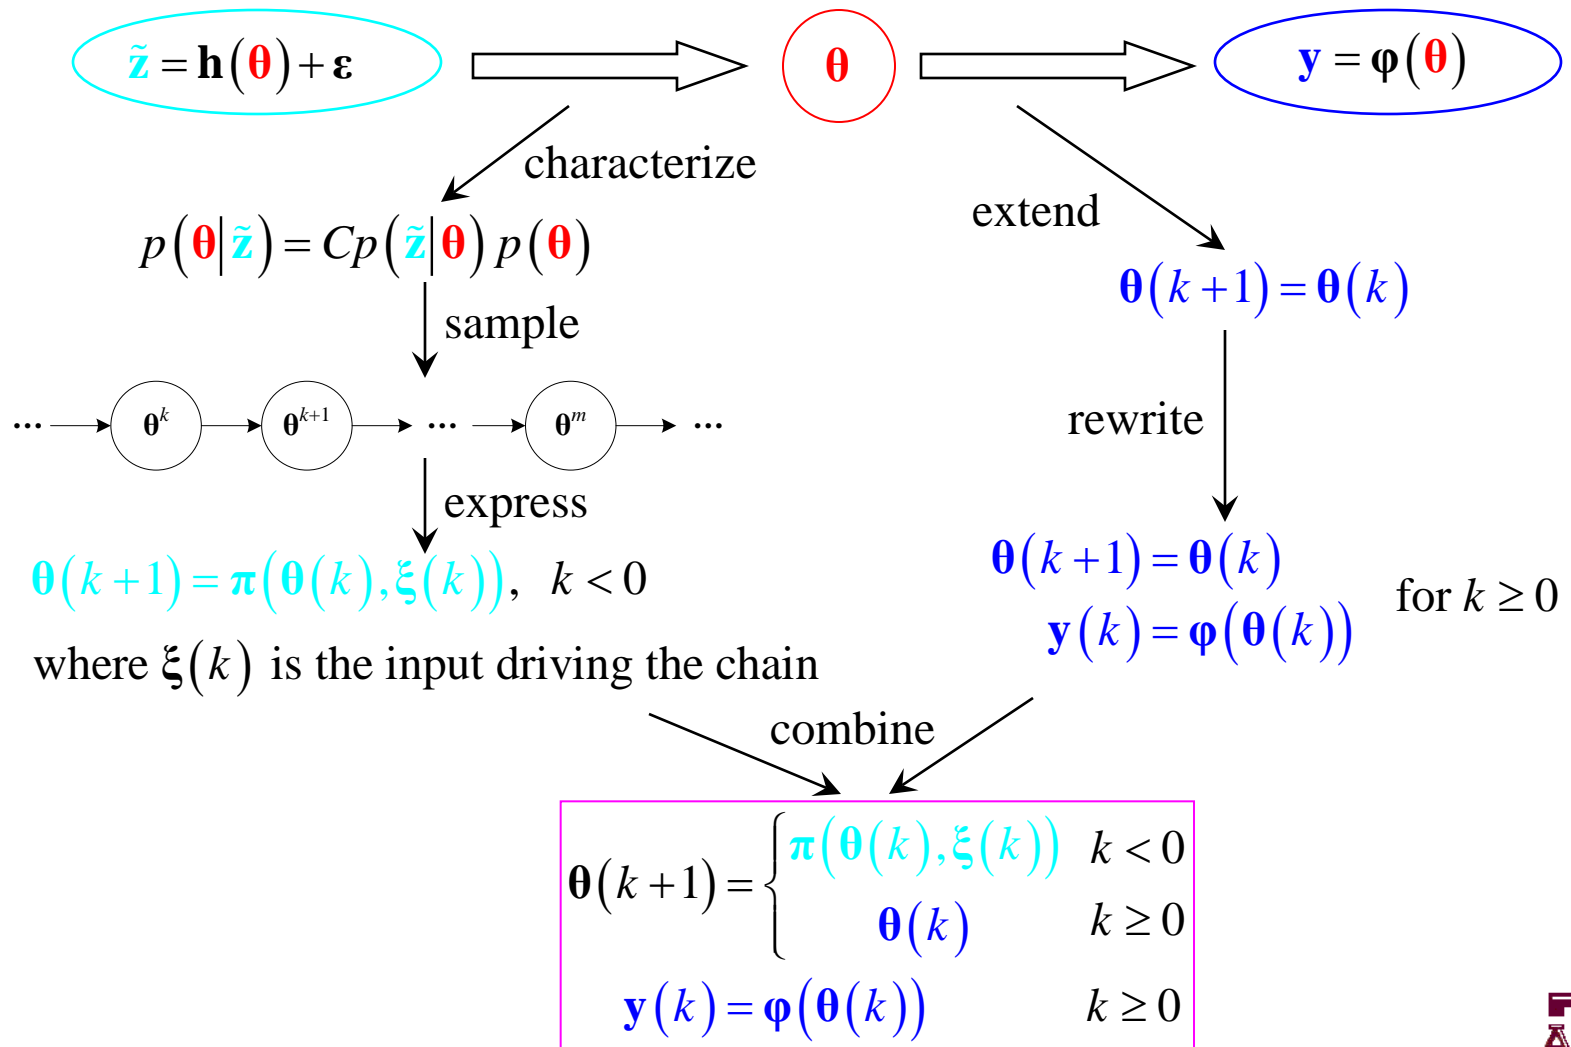 z̃ = h(θ) + ε
θ
y = φ(θ)
characterize
extend
p(θ|z̃) = Cp(z̃|θ) p(θ)
θ(k+1) = θ(k)
sample
... θ^k θ^{k+1} ... θ^m ...
rewrite
express
θ(k+1) = π(θ(k), ξ(k)), k < 0
where ξ(k) is the input driving the chain
θ(k+1) = θ(k)
y(k) = φ(θ(k))
for k ≥ 0
combine
θ(k+1) = { π(θ(k), ξ(k)) k < 0
θ(k) k ≥ 0
y(k) = φ(θ(k)) k ≥ 0